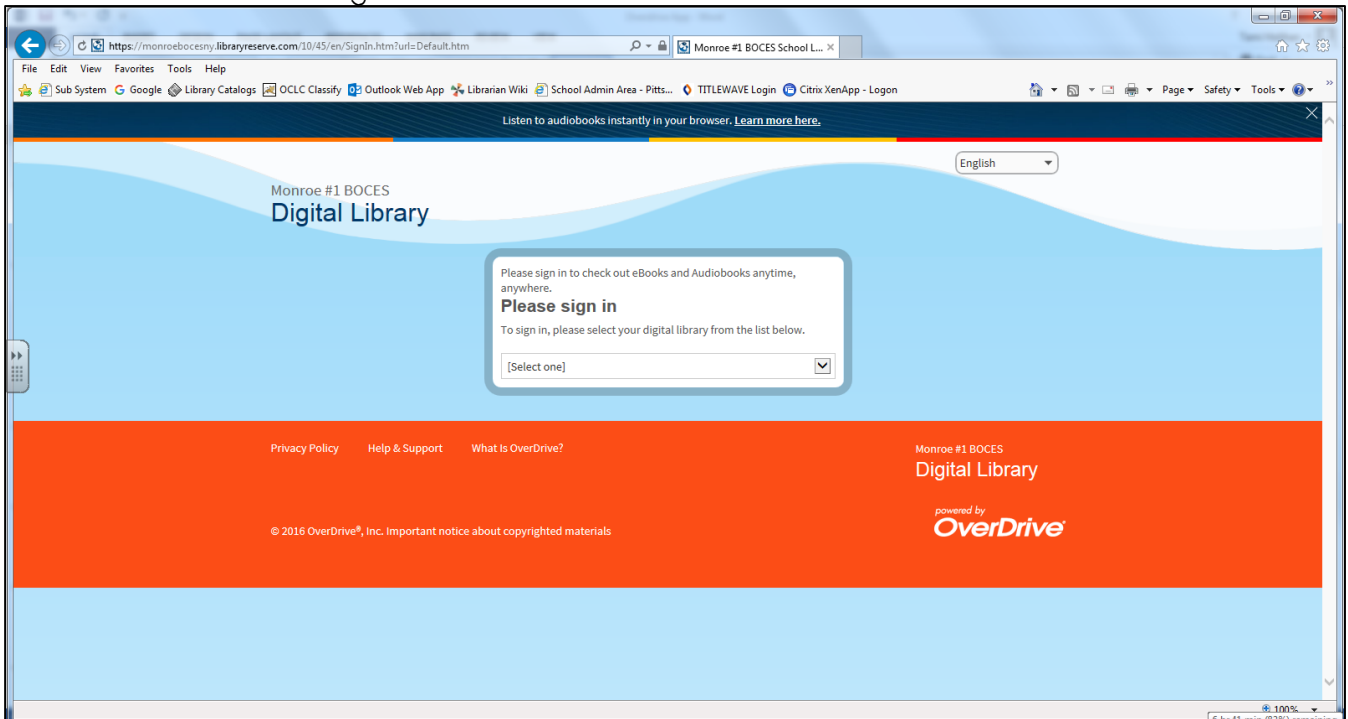 https://monroebocesny.libraryreserve.com/10/45/en/SignIn.htm?url=Default.htm
Monroe #1 BOCES School L...
File Edit View Favorites Tools Help
Sub System Google Library Catalogs OCLC Classify Outlook Web App Librarian Wiki School Admin Area - Pitts... TITLEWAVE Login Citrix XenApp - Logon Page Safety Tools
Listen to audiobooks instantly in your browser. Learn more here.
English
Monroe #1 BOCES
Digital Library
Please sign in to check out eBooks and Audiobooks anytime,
anywhere.
Please sign in
To sign in, please select your digital library from the list below.
[Select one]
Privacy Policy Help & Support What Is OverDrive?
Monroe #1 BOCES
Digital Library
powered by
OverDrive®
© 2016 OverDrive®, Inc. Important notice about copyrighted materials
100%